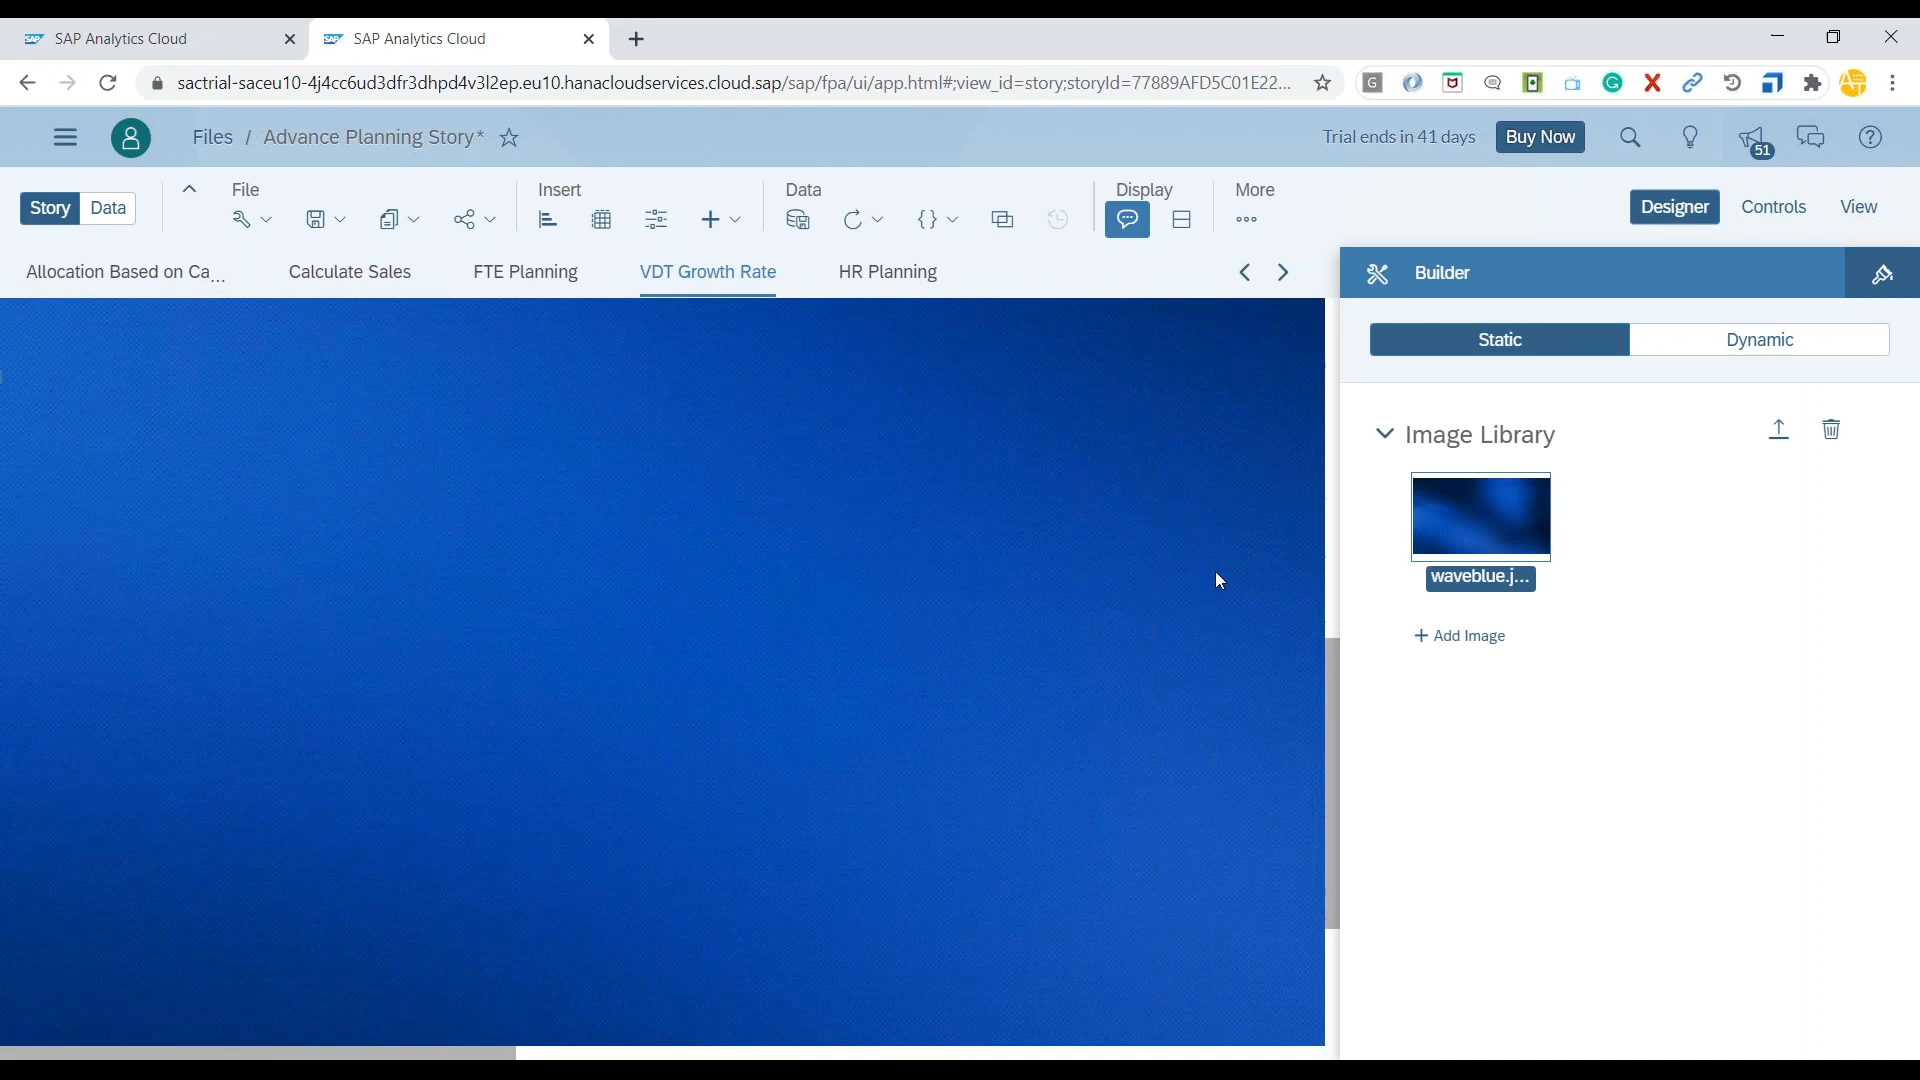 SAP Analytics Cloud
SAP Analytics Cloud
sactrial-saceu10-4j4cc6ud3dfr3dhpd4v3l2ep.eu10.hanacloudservices.cloud.sap/sap/fpa/ui/app.html#;view_id=story;storyId=77889AFD5C01E22...
Files / Advance Planning Story*
Trial ends in 41 days
Buy Now
51
Story
Data
File
Insert
Data
Display
More
Designer
Controls
View
Allocation Based on Ca...
Calculate Sales
FTE Planning
VDT Growth Rate
HR Planning
Builder
Static
Dynamic
Image Library
waveblue.j...
+ Add Image